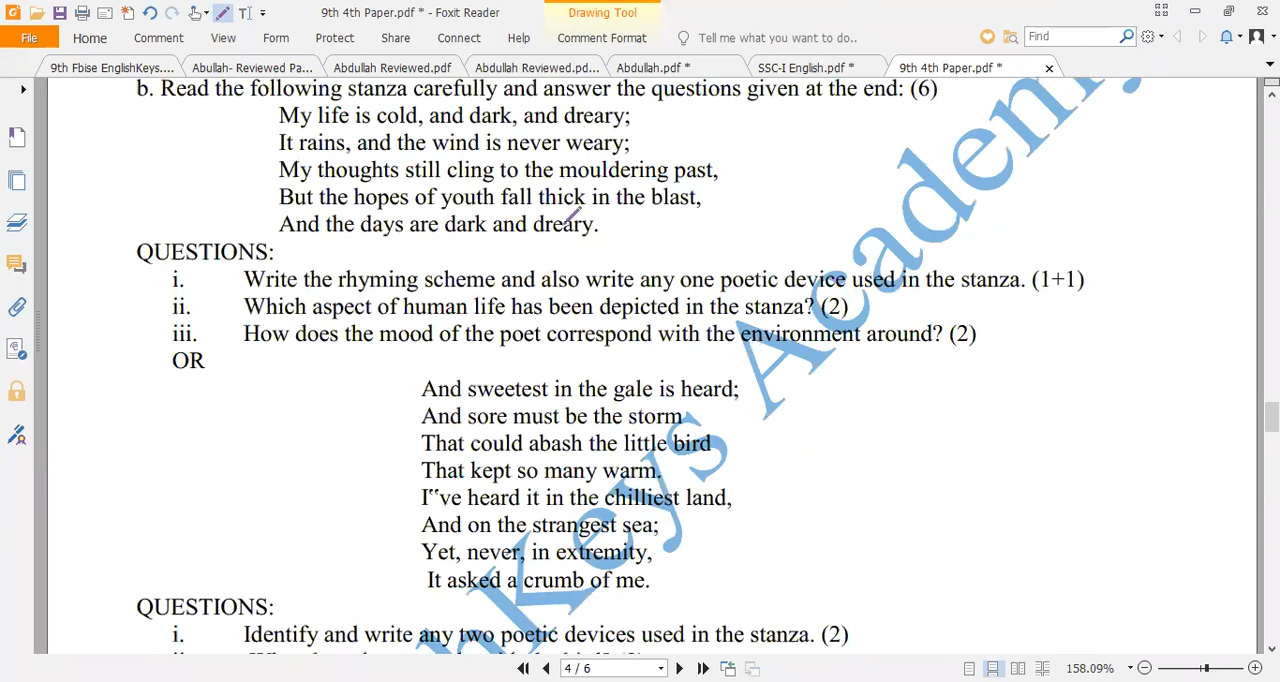 9th 4th Paper.pdf * - Foxit Reader
Drawing Tool
File Home Comment View Form Protect Share Connect Help Comment Format Tell me what you want to do.. Find
9th Fbise EnglishKeys.... Abullah- Reviewed Pa... Abdullah Reviewed.pdf Abdullah Reviewed.pd... Abdullah.pdf * SSC-I English.pdf * 9th 4th Paper.pdf *
b. Read the following stanza carefully and answer the questions given at the end: (6)
My life is cold, and dark, and dreary;
It rains, and the wind is never weary;
My thoughts still cling to the mouldering past,
But the hopes of youth fall thick in the blast,
And the days are dark and dreary.
QUESTIONS:
i. Write the rhyming scheme and also write any one poetic device used in the stanza. (1+1)
ii. Which aspect of human life has been depicted in the stanza? (2)
iii. How does the mood of the poet correspond with the environment around? (2)
OR
And sweetest in the gale is heard;
And sore must be the storm
That could abash the little bird
That kept so many warm.
I‟ve heard it in the chilliest land,
And on the strangest sea;
Yet, never, in extremity,
It asked a crumb of me.
QUESTIONS:
i. Identify and write any two poetic devices used in the stanza. (2)
hKeys Academy
4 / 6
158.09%